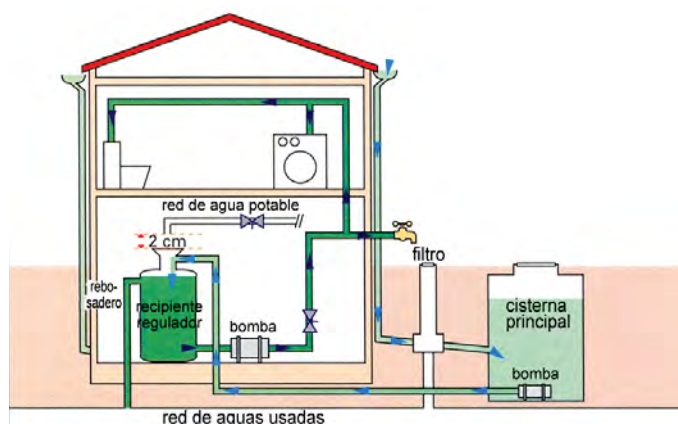 red de agua potable
2 cm
filtro
rebo-
sadero
recipiente
regulador
bomba
cisterna
principal
bomba
red de aguas usadas